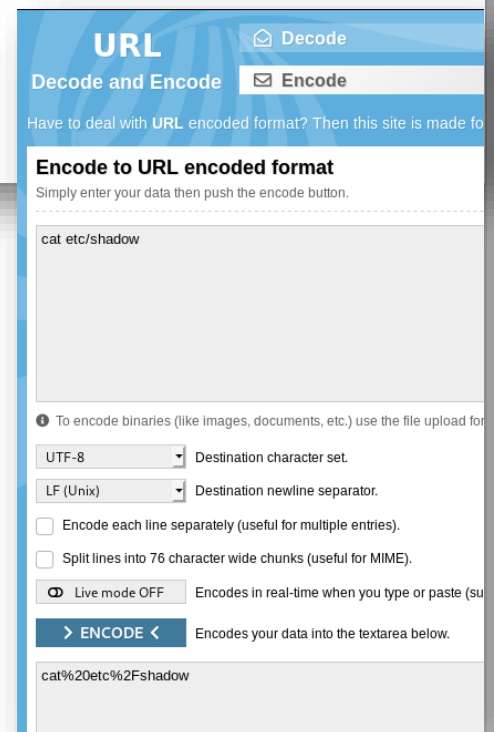 URL
Decode and Encode
Decode
Encode
Have to deal with URL encoded format? Then this site is made fo
Encode to URL encoded format
Simply enter your data then push the encode button.
cat etc/shadow
To encode binaries (like images, documents, etc.) use the file upload for
UTF-8 Destination character set.
LF (Unix) Destination newline separator.
Encode each line separately (useful for multiple entries).
Split lines into 76 character wide chunks (useful for MIME).
Live mode OFF Encodes in real-time when you type or paste (su
ENCODE Encodes your data into the textarea below.
cat%20etc%2Fshadow